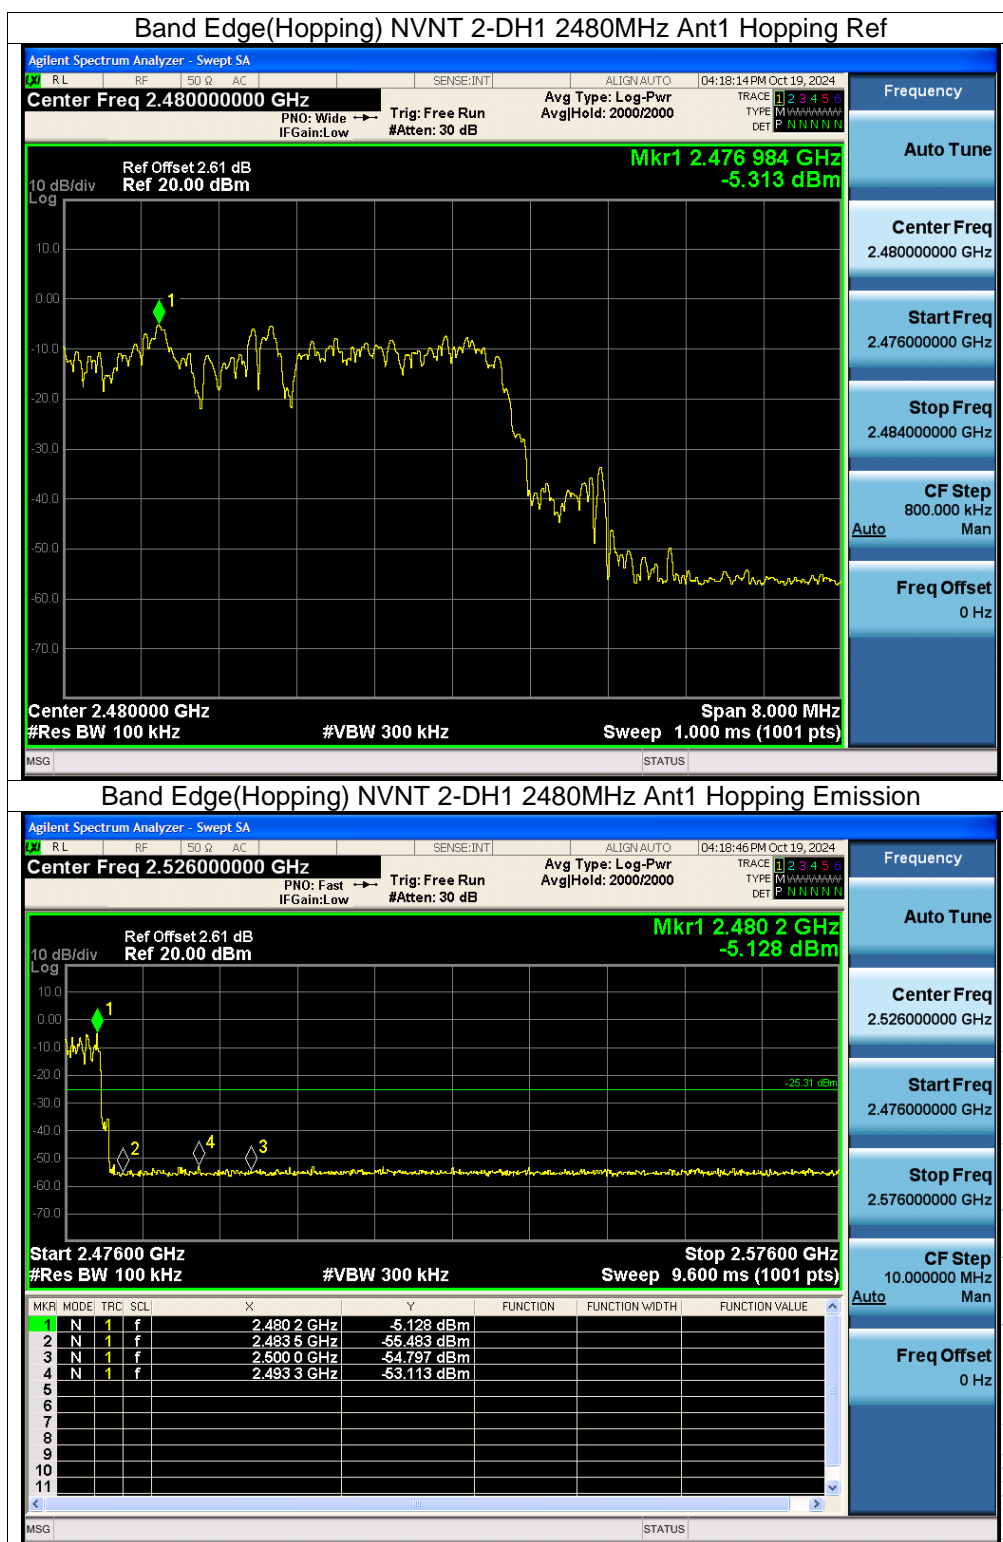 Band Edge(Hopping) NVNT 2-DH1 2480MHz Ant1 Hopping Ref
Agilent Spectrum Analyzer - Swept SA
LXI RL RF 50 Ω AC SENSE:INT ALIGN AUTO 04:18:14 PM Oct 19, 2024
Center Freq 2.480000000 GHz
PNO: Wide
IFGain:Low
Trig: Free Run
#Atten: 30 dB
Avg Type: Log-Pwr
Avg|Hold: 2000/2000
TRACE 1 2 3 4 5 6
TYPE M
DET P N N N N N
Mkr1 2.476 984 GHz
-5.313 dBm
Ref Offset 2.61 dB
10 dB/div Ref 20.00 dBm
Log
1
10.0
0.00
-10.0
-20.0
-30.0
-40.0
-50.0
-60.0
-70.0
Center 2.480000 GHz Span 8.000 MHz
#Res BW 100 kHz #VBW 300 kHz Sweep 1.000 ms (1001 pts)
MSG STATUS
Frequency
Auto Tune
Center Freq
2.480000000 GHz
Start Freq
2.476000000 GHz
Stop Freq
2.484000000 GHz
CF Step
800.000 kHz
Auto Man
Freq Offset
0 Hz
Band Edge(Hopping) NVNT 2-DH1 2480MHz Ant1 Hopping Emission
Agilent Spectrum Analyzer - Swept SA
LXI RL RF 50 Ω AC SENSE:INT ALIGN AUTO 04:18:46 PM Oct 19, 2024
Center Freq 2.526000000 GHz
PNO: Fast
IFGain:Low
Trig: Free Run
#Atten: 30 dB
Avg Type: Log-Pwr
Avg|Hold: 2000/2000
TRACE 1 2 3 4 5 6
TYPE M
DET P N N N N N
Mkr1 2.480 2 GHz
-5.128 dBm
Ref Offset 2.61 dB
10 dB/div Ref 20.00 dBm
Log
10.0
0.00
-10.0
-20.0
-30.0
-40.0
-50.0
-60.0
-70.0
1
-25.31 dBm
2 4 3
Start 2.47600 GHz Stop 2.57600 GHz
#Res BW 100 kHz #VBW 300 kHz Sweep 9.600 ms (1001 pts)
MKR MODE TRC SCL X Y FUNCTION FUNCTION WIDTH FUNCTION VALUE
1 N 1 f 2.480 2 GHz -5.128 dBm
2 N 1 f 2.483 5 GHz -55.483 dBm
3 N 1 f 2.500 0 GHz -54.797 dBm
4 N 1 f 2.493 3 GHz -53.113 dBm
5
6
7
8
9
10
11
MSG STATUS
Frequency
Auto Tune
Center Freq
2.526000000 GHz
Start Freq
2.476000000 GHz
Stop Freq
2.576000000 GHz
CF Step
10.000000 MHz
Auto Man
Freq Offset
0 Hz